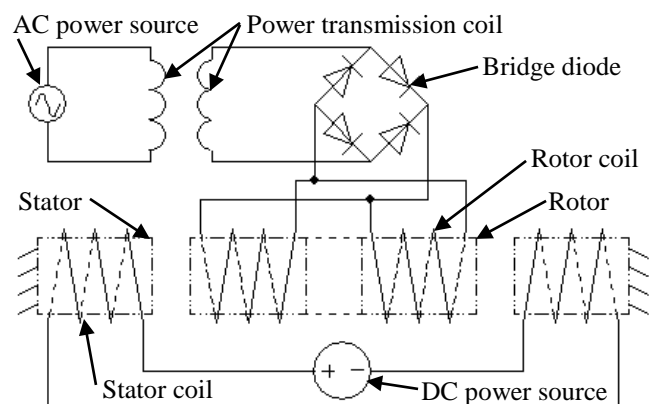 AC power source
Power transmission coil
Bridge diode
Rotor coil
Stator
Rotor
+ −
Stator coil
DC power source